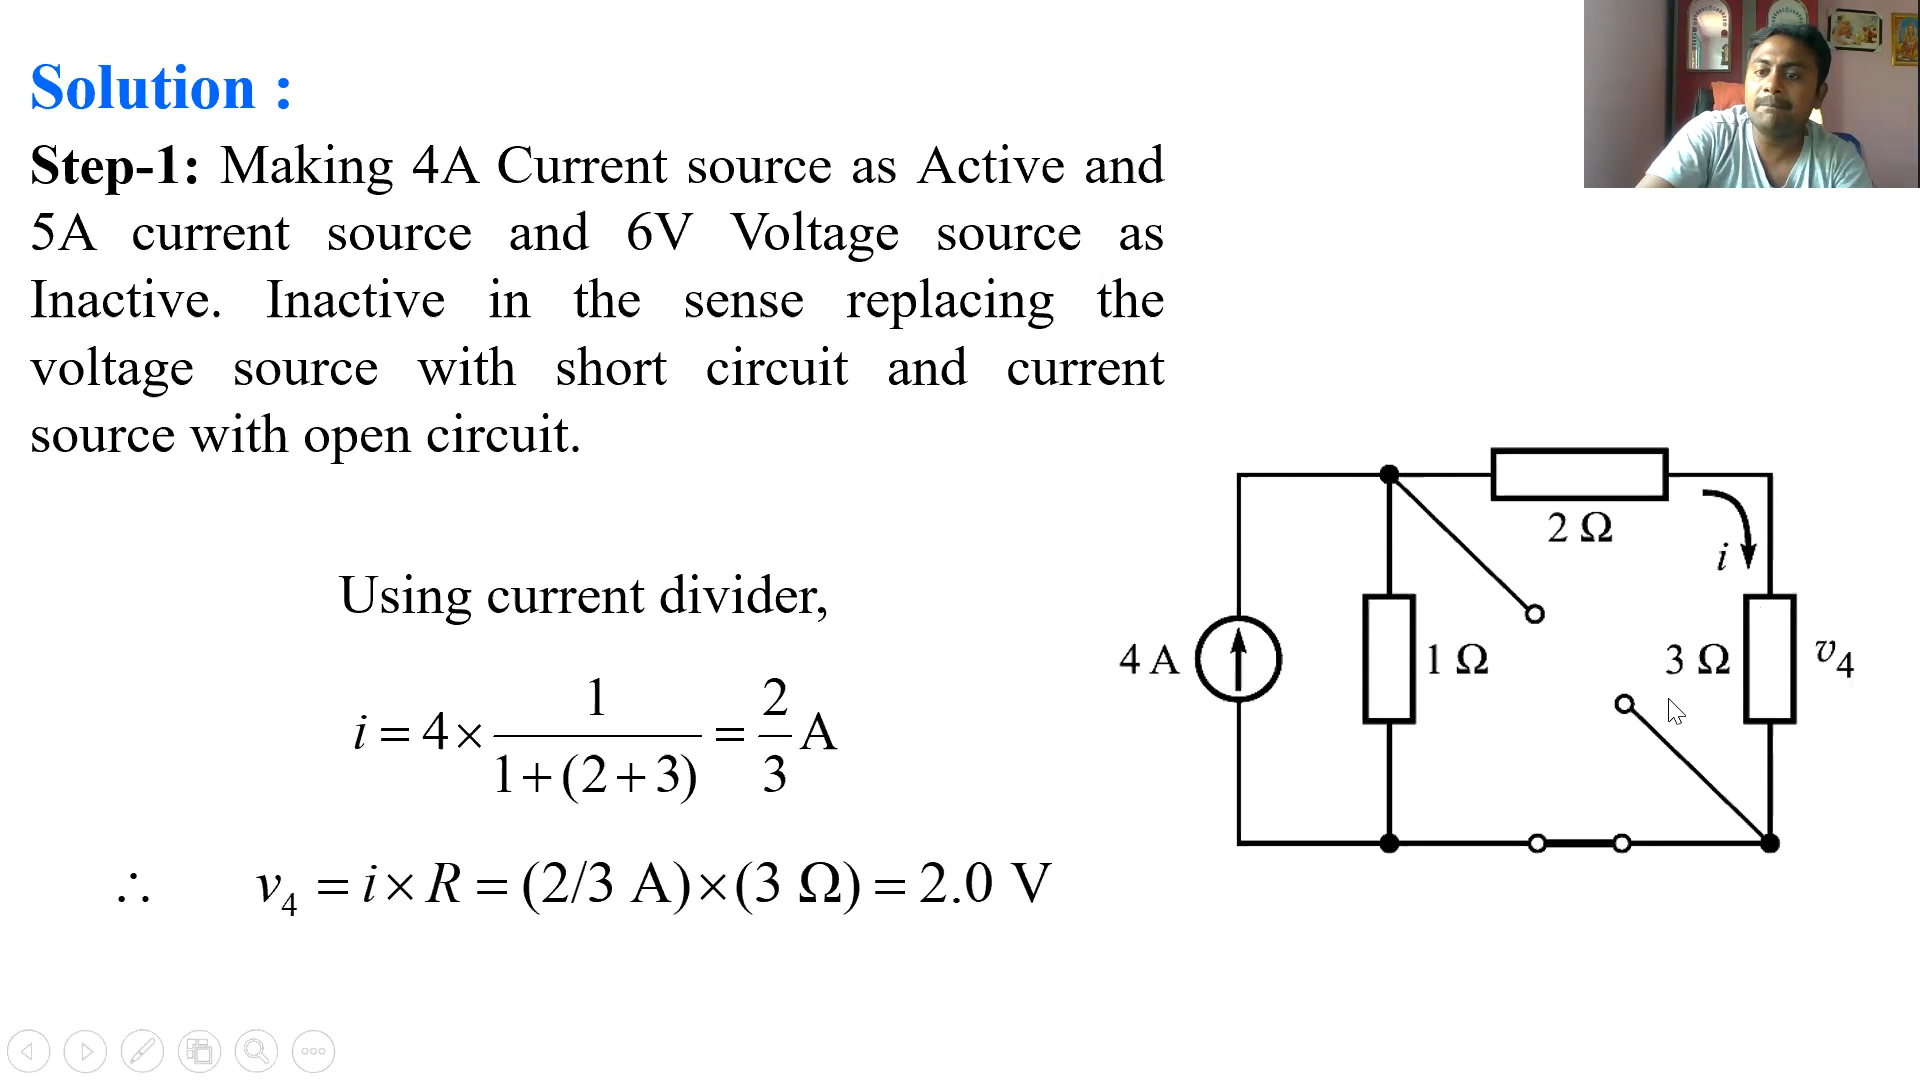 Solution :
Step-1: Making 4A Current source as Active and
5A current source and 6V Voltage source as
Inactive. Inactive in the sense replacing the
voltage source with short circuit and current
source with open circuit.
Using current divider,
i = 4 × 1 / (1+(2+3)) = 2/3 A
∴ v₄ = i × R = (2/3 A)×(3 Ω) = 2.0 V
2 Ω
i
4 A
1 Ω
3 Ω
v₄